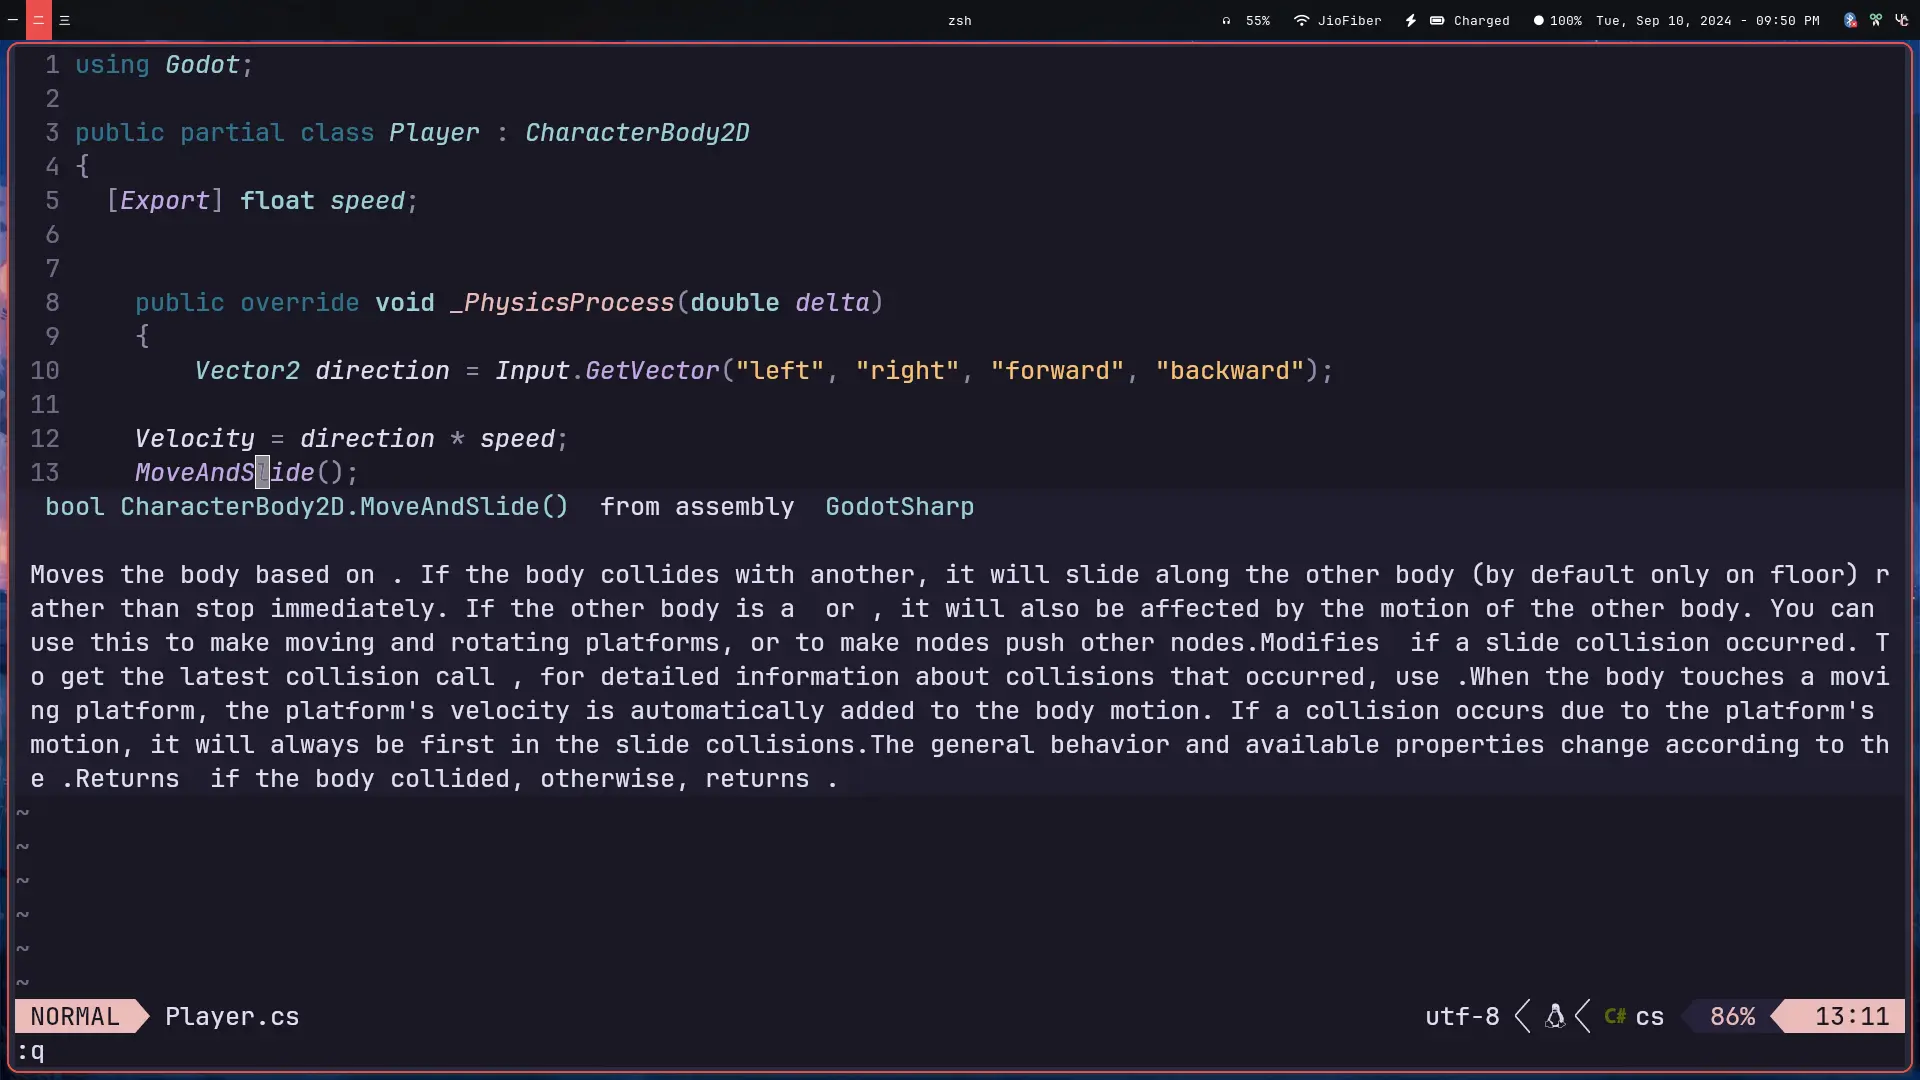 一 二 三 zsh 55% JioFiber Charged 100% Tue, Sep 10, 2024 - 09:50 PM
1 using Godot;
2
3 public partial class Player : CharacterBody2D
4 {
5 [Export] float speed;
6
7
8 public override void _PhysicsProcess(double delta)
9 {
10 Vector2 direction = Input.GetVector("left", "right", "forward", "backward");
11
12 Velocity = direction * speed;
13 MoveAndSlide();
bool CharacterBody2D.MoveAndSlide() from assembly GodotSharp
Moves the body based on . If the body collides with another, it will slide along the other body (by default only on floor) r
ather than stop immediately. If the other body is a  or , it will also be affected by the motion of the other body. You can
use this to make moving and rotating platforms, or to make nodes push other nodes.Modifies  if a slide collision occurred. T
o get the latest collision call , for detailed information about collisions that occurred, use .When the body touches a movi
ng platform, the platform's velocity is automatically added to the body motion. If a collision occurs due to the platform's
motion, it will always be first in the slide collisions.The general behavior and available properties change according to th
e .Returns  if the body collided, otherwise, returns .
~
~
~
~
~
~
NORMAL Player.cs utf-8 C# cs 86% 13:11
:q